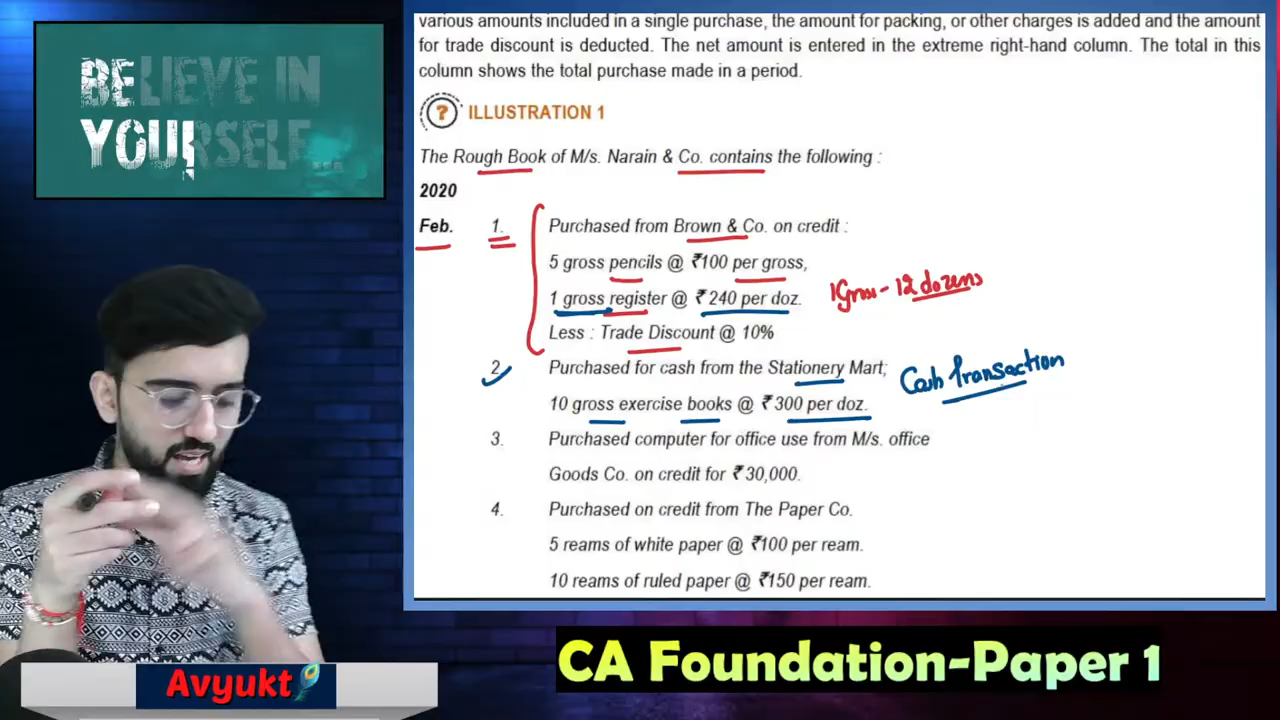 BELIEVE IN
YOURSELF...
various amounts included in a single purchase, the amount for packing, or other charges is added and the amount
for trade discount is deducted. The net amount is entered in the extreme right-hand column. The total in this
column shows the total purchase made in a period.
? ILLUSTRATION 1
The Rough Book of M/s. Narain & Co. contains the following :
2020
Feb. 1. Purchased from Brown & Co. on credit :
5 gross pencils @ ₹100 per gross,
1 gross register @ ₹ 240 per doz.
1Gross - 12 dozens
Less : Trade Discount @ 10%
2 Purchased for cash from the Stationery Mart;
10 gross exercise books @ ₹ 300 per doz.
Cash Transaction
3. Purchased computer for office use from M/s. office
Goods Co. on credit for ₹ 30,000.
4. Purchased on credit from The Paper Co.
5 reams of white paper @ ₹100 per ream.
10 reams of ruled paper @ ₹150 per ream.
CA Foundation-Paper 1
Avyukt